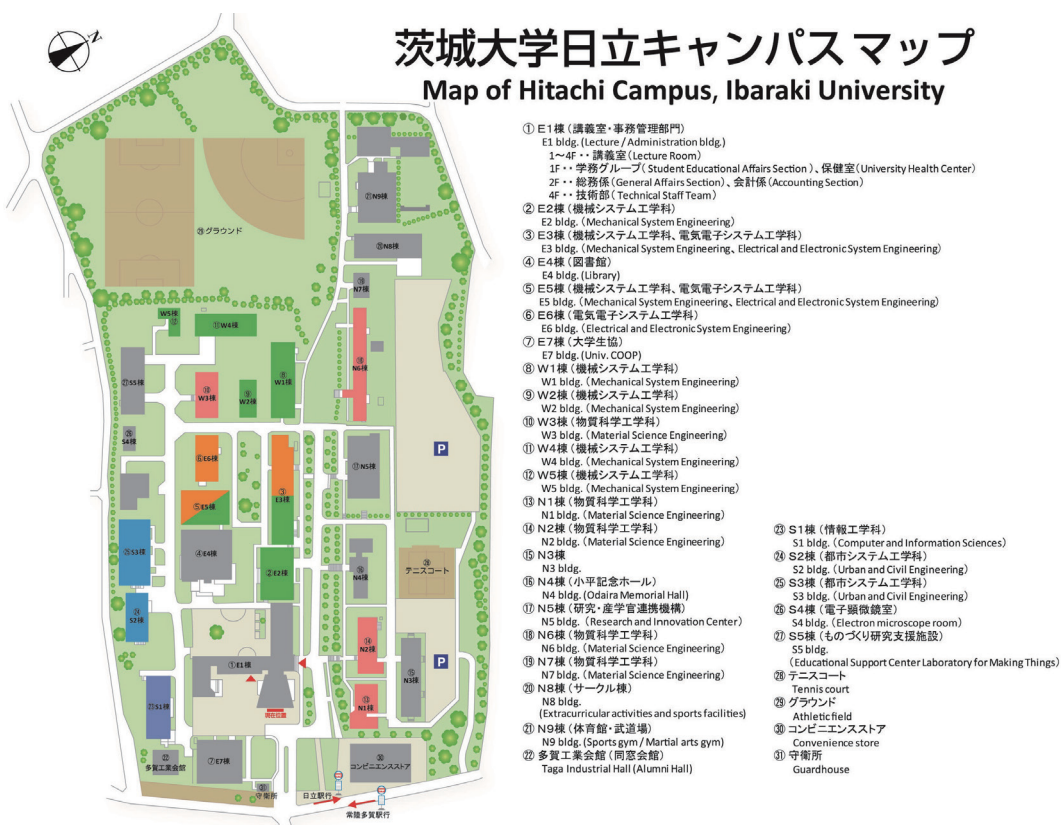 茨城大学日立キャンパスマップ
Map of Hitachi Campus, Ibaraki University
N
①E1棟(講義室・事務管理部門)
E1 bldg.(Lecture / Administration bldg.)
1～4F・・講義室(Lecture Room)
1F・・学務グループ(Student Educational Affairs Section)、保健室(University Health Center)
2F・・総務係(General Affairs Section)、会計係(Accounting Section)
4F・・技術部(Technical Staff Team)
②E2棟(機械システム工学科)
E2 bldg.(Mechanical System Engineering)
③E3棟(機械システム工学科、電気電子システム工学科)
E3 bldg.(Mechanical System Engineering、Electrical and Electronic System Engineering)
④E4棟(図書館)
E4 bldg.(Library)
⑤E5棟(機械システム工学科、電気電子システム工学科)
E5 bldg.(Mechanical System Engineering、Electrical and Electronic System Engineering)
⑥E6棟(電気電子システム工学科)
E6 bldg.(Electrical and Electronic System Engineering)
⑦E7棟(大学生協)
E7 bldg.(Univ. COOP)
⑧W1棟(機械システム工学科)
W1 bldg.(Mechanical System Engineering)
⑨W2棟(機械システム工学科)
W2 bldg.(Mechanical System Engineering)
⑩W3棟(物質科学工学科)
W3 bldg.(Material Science Engineering)
⑪W4棟(機械システム工学科)
W4 bldg.(Mechanical System Engineering)
⑫W5棟(機械システム工学科)
W5 bldg.(Mechanical System Engineering)
⑬N1棟(物質科学工学科)
N1 bldg.(Material Science Engineering)
⑭N2棟(物質科学工学科)
N2 bldg.(Material Science Engineering)
⑮N3棟
N3 bldg.
⑯N4棟(小平記念ホール)
N4 bldg.(Odaira Memorial Hall)
⑰N5棟(研究・産学官連携機構)
N5 bldg.(Research and Innovation Center)
⑱N6棟(物質科学工学科)
N6 bldg.(Material Science Engineering)
⑲N7棟(物質科学工学科)
N7 bldg.(Material Science Engineering)
⑳N8棟(サークル棟)
N8 bldg.
(Extracurricular activities and sports facilities)
㉑N9棟(体育館・武道場)
N9 bldg.(Sports gym / Martial arts gym)
㉒多賀工業会館(同窓会館)
Taga Industrial Hall (Alumni Hall)
㉓S1棟(情報工学科)
S1 bldg.(Computer and Information Sciences)
㉔S2棟(都市システム工学科)
S2 bldg.(Urban and Civil Engineering)
㉕S3棟(都市システム工学科)
S3 bldg.(Urban and Civil Engineering)
㉖S4棟(電子顕微鏡室)
S4 bldg.(Electron microscope room)
㉗S5棟(ものづくり研究支援施設)
S5 bldg.
(Educational Support Center Laboratory for Making Things)
㉘テニスコート
Tennis court
㉙グラウンド
Athletic field
㉚コンビニエンスストア
Convenience store
㉛守衛所
Guardhouse
㉑N9棟
㉙グラウンド
⑳N8棟
⑲
N7棟
W5棟
⑫
⑪W4棟
⑱
N6棟
㉗S5棟
⑩
W3棟
⑨
W2棟
⑧
W1棟
㉖
S4棟
⑥E6棟
P
⑰N5棟
③
E3棟
⑤E5棟
㉕S3棟
④E4棟
②E2棟
⑯
N4棟
㉘
テニスコート
㉔
S2棟
⑭
N2棟
①E1棟
P
⑮
N3棟
㉓S1棟
現在位置
⑬
N1棟
㉒
多賀工業会館
⑦E7棟
㉚
コンビニエンスストア
㉛
守衛所
日立駅行
常陸多賀駅行